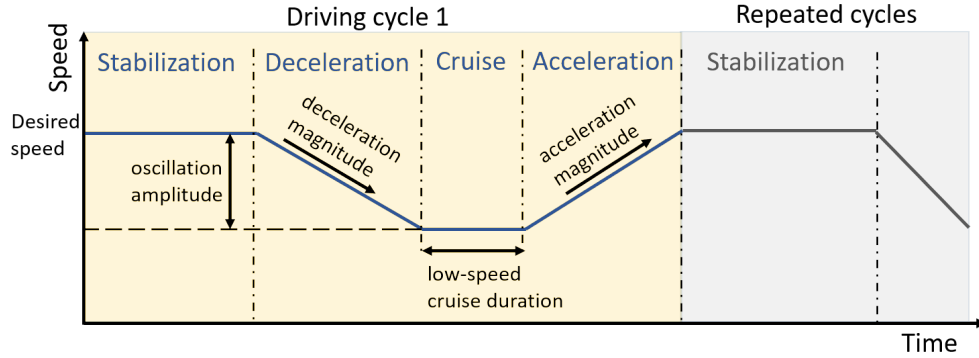 Driving cycle 1
Repeated cycles
Speed
Stabilization
Deceleration
Cruise
Acceleration
Stabilization
Desired
speed
oscillation
amplitude
deceleration
magnitude
acceleration
magnitude
low-speed
cruise duration
Time